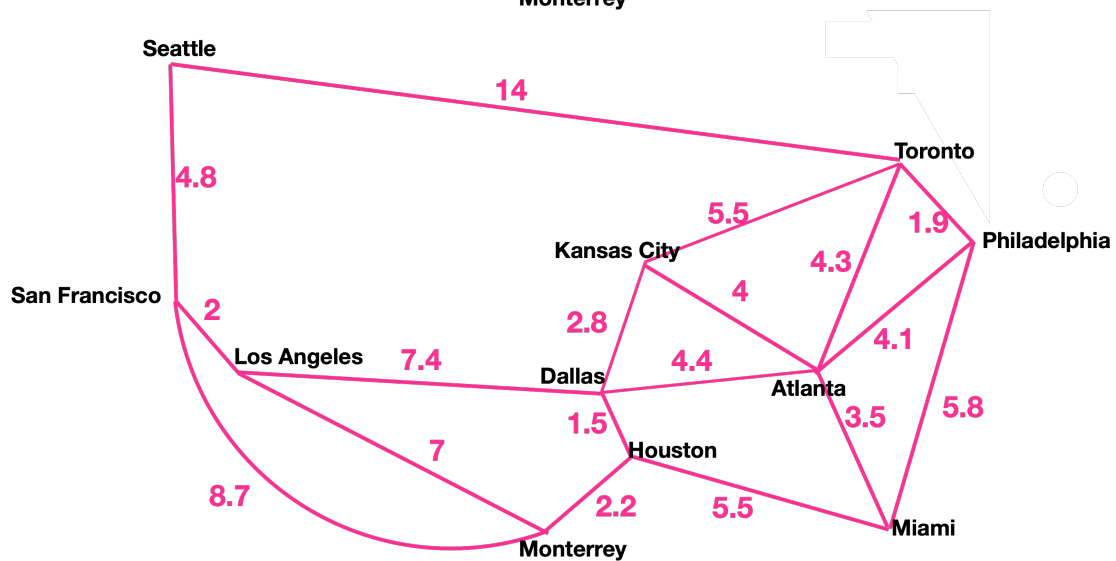 Monterrey
Seattle
14
Toronto
4.8
5.5
1.9
Kansas City
Philadelphia
4.3
San Francisco
4
2
2.8
4.1
Los Angeles
7.4
4.4
Dallas
Atlanta
5.8
3.5
1.5
7
Houston
8.7
2.2
5.5
Miami
Monterrey